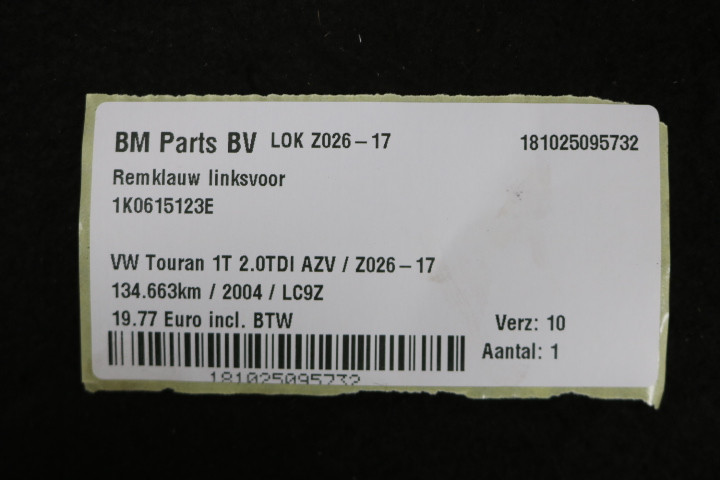 BM Parts BV LOK Z026-17 181025095732
Remklauw linksvoor
1K0615123E
VW Touran 1T 2.0TDI AZV / Z026-17
134.663km / 2004 / LC9Z
19.77 Euro incl. BTW Verz: 10
Aantal: 1
181025095732